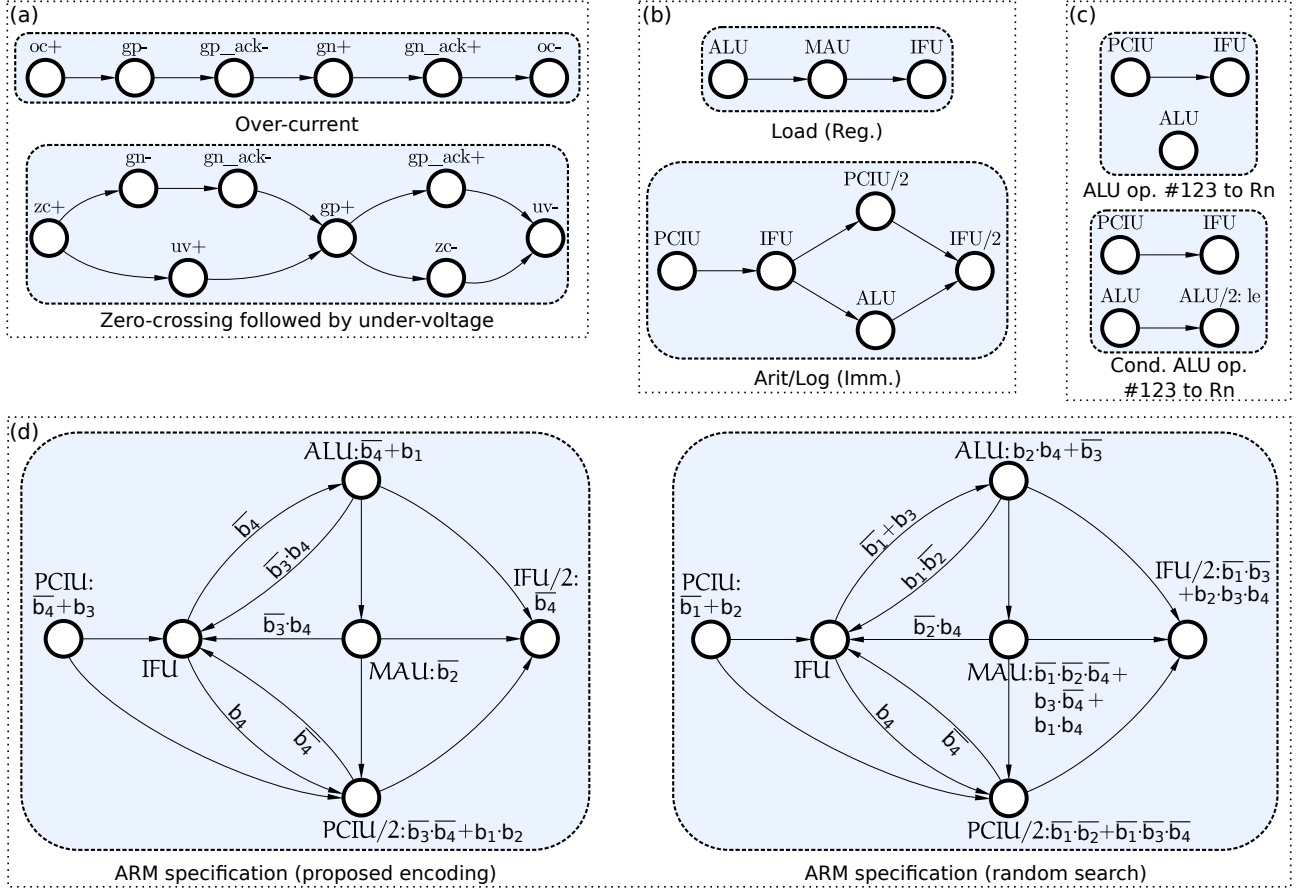 (a)
oc+ gp- gp_ack- gn+ gn_ack+ oc-
Over-current
gn- gn_ack- gp_ack+
zc+ gp+ uv-
uv+ zc-
Zero-crossing followed by under-voltage
(b)
ALU MAU IFU
Load (Reg.)
PCIU/2
PCIU IFU IFU/2
ALU
Arit/Log (Imm.)
(c)
PCIU IFU
ALU
ALU op. #123 to Rn
PCIU IFU
ALU ALU/2: le
Cond. ALU op.
#123 to Rn
(d)
ALU:b̅₄+b₁
b̅₄
b̅₃·b₄
PCIU:
b̅₄+b₃
IFU/2:
b̅₄
b̅₃·b₄
IFU
MAU:b̅₂
b₄
b̅₄
PCIU/2:b̅₃·b̅₄+b₁·b₂
ARM specification (proposed encoding)
ALU:b₂·b₄+b̅₃
b̅₁+b₃
b₁·b̅₂
PCIU:
b̅₁+b₂
IFU/2:b̅₁·b̅₃
+b₂·b₃·b₄
b̅₂·b₄
IFU
MAU:b̅₁·b̅₂·b̅₄+
b₃·b̅₄+
b₁·b₄
b₄
b̅₄
PCIU/2:b̅₁·b̅₂+b̅₁·b̅₃·b̅₄
ARM specification (random search)